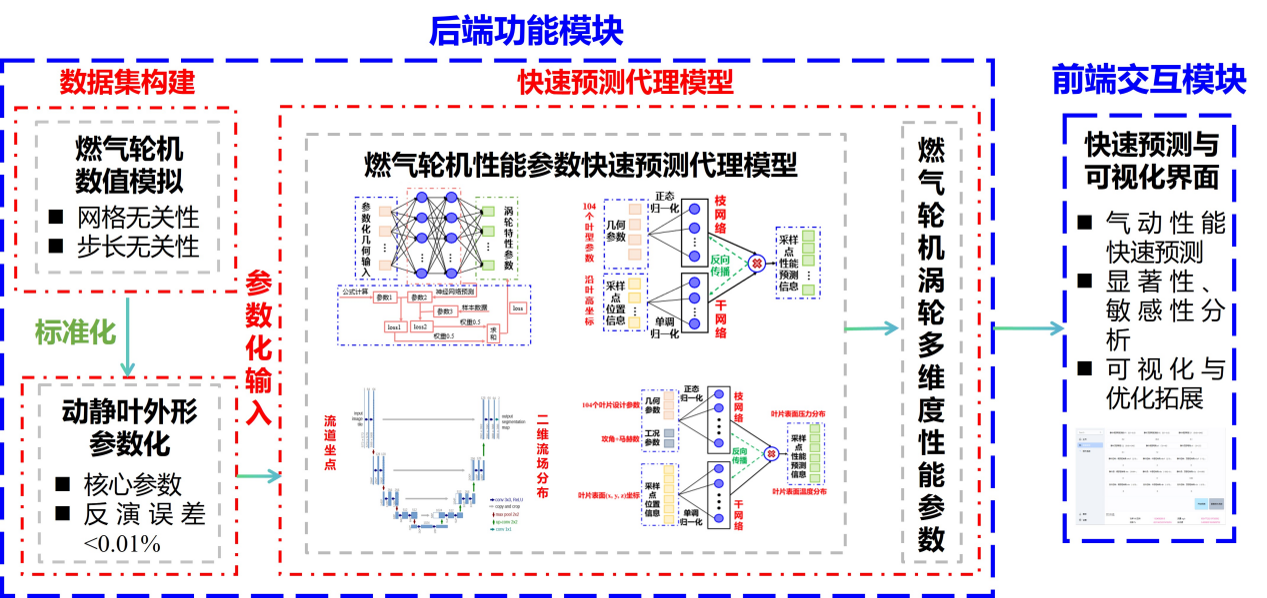 后端功能模块
数据集构建
燃气轮机
数值模拟
■ 网格无关性
■ 步长无关性
标准化
动静叶外形
参数化
■ 核心参数
■ 反演误差
<0.01%
参数化输入
快速预测代理模型
燃气轮机性能参数快速预测代理模型
参数化几何输入
涡轮特性参数
公式计算
参数1
参数2
神经网络预测
参数3
样本数据
loss
loss1
loss2
权重0.5
求和
权重0.5
104个叶型参数
沿叶高坐标
几何
参数
采样
点
位置
信息
正态
归一化
单调
归一化
枝网络
干网络
反向
传播
采样
点
性能
预测
信息
流道坐点
二维流场分布
input
image
tile
output
segmentation
map
conv 3x3, ReLU
copy and crop
max pool 2x2
up-conv 2x2
conv 1x1
104个叶片设计参数
攻角+马赫数
叶片表面(x, y, z)坐标
几何
参数
工况
参数
采样
点
位置
信息
正态
归一化
单调
归一化
枝网络
干网络
反向
传播
叶片表面压力分布
采样
点
性能
预测
信息
叶片表面温度分布
燃气轮机涡轮多维度性能参数
前端交互模块
快速预测与
可视化界面
■ 气动性能
快速预测
■ 显著性、
敏感性分
析
■ 可视化与
优化拓展